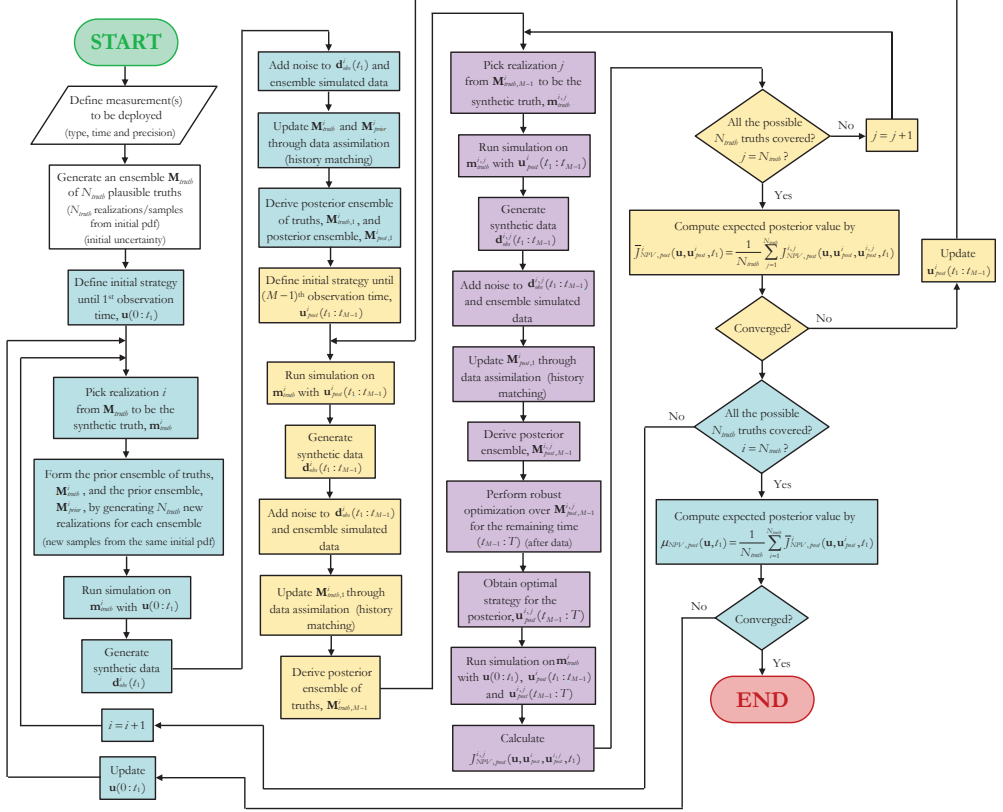 START
Define measurement(s)
to be deployed
(type, time and precision)
Generate an ensemble M_truth
of N_truth plausible truths
(N_truth realizations/samples
from initial pdf)
(initial uncertainty)
Define initial strategy
until 1st observation
time, u(0:t₁)
Pick realization i
from M_truth to be the
synthetic truth, m^i_truth
Form the prior ensemble of truths,
M^i_truth, and the prior ensemble,
M^i_prior, by generating N_truth new
realizations for each ensemble
(new samples from the same initial pdf)
Run simulation on
m^i_truth with u(0:t₁)
Generate
synthetic data
d^i_obs(t₁)
i = i+1
Update
u(0:t₁)
Add noise to d^i_obs(t₁) and
ensemble simulated data
Update M^i_truth and M^i_prior
through data assimilation
(history matching)
Derive posterior ensemble
of truths, M^i_truth,1, and
posterior ensemble, M^i_post,1
Define initial strategy until
(M−1)th observation time,
u^i_post(t₁:t_M−1)
Run simulation on
m^i_truth with u^i_post(t₁:t_M−1)
Generate
synthetic data
d^i_obs(t₁:t_M−1)
Add noise to d^i_obs(t₁:t_M−1)
and ensemble simulated
data
Update M^i_truth,1 through
data assimilation (history
matching)
Derive posterior
ensemble of
truths, M^i_truth,M−1
Pick realization j
from M^i_truth,M−1 to be the
synthetic truth, m^i,j_truth
Run simulation on
m^i,j_truth with u^i_post(t₁:t_M−1)
Generate
synthetic data
d^i,j_obs(t₁:t_M−1)
Add noise to d^i,j_obs(t₁:t_M−1)
and ensemble simulated
data
Update M^i_post,1 through
data assimilation (history
matching)
Derive posterior
ensemble, M^i,j_post,M−1
Perform robust
optimization over M^i,j_post,M−1
for the remaining time
(t_M−1:T) (after data)
Obtain optimal
strategy for the
posterior, u^i,j_post(t_M−1:T)
Run simulation on m^i_truth
with u(0:t₁), u^i_post(t₁:t_M−1)
and u^i,j_post(t_M−1:T)
Calculate
J^i,j_NPV,post(u,u^i_post,u^i,j_post,t₁)
All the possible
N_truth truths covered?
j = N_truth ?
No
j = j+1
Yes
Compute expected posterior value by
J̅^i_NPV,post(u,u^i_post,t₁) = 1/N_truth ∑_{j=1}^{N_truth} J^i,j_NPV,post(u,u^i_post,u^i,j_post,t₁)
Update
u^i_post(t₁:t_M−1)
Converged?
No
All the possible
N_truth truths covered?
i = N_truth ?
No
Yes
Compute expected posterior value by
μ_NPV,post(u,t₁) = 1/N_truth ∑_{i=1}^{N_truth} J̅^i_NPV,post(u,u^i_post,t₁)
No
Converged?
Yes
END